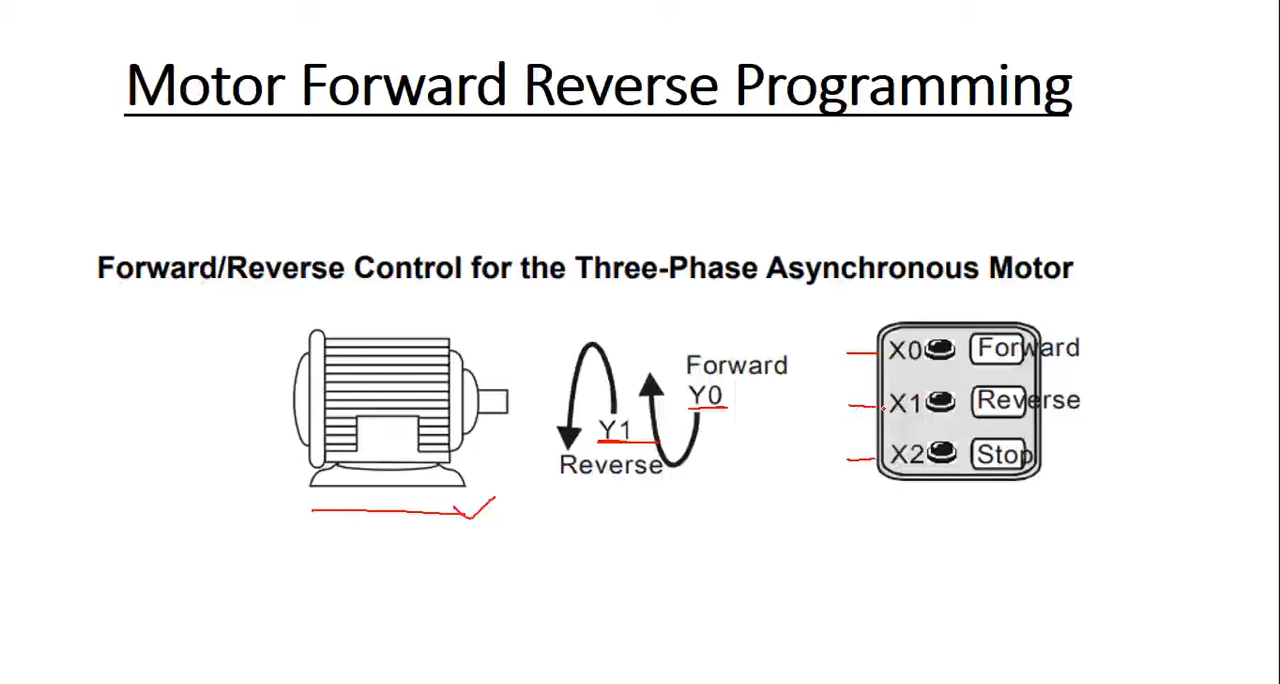 Motor Forward Reverse Programming
Forward/Reverse Control for the Three-Phase Asynchronous Motor
Forward
Y0
Y1
Reverse
X0 Forward
X1 Reverse
X2 Stop